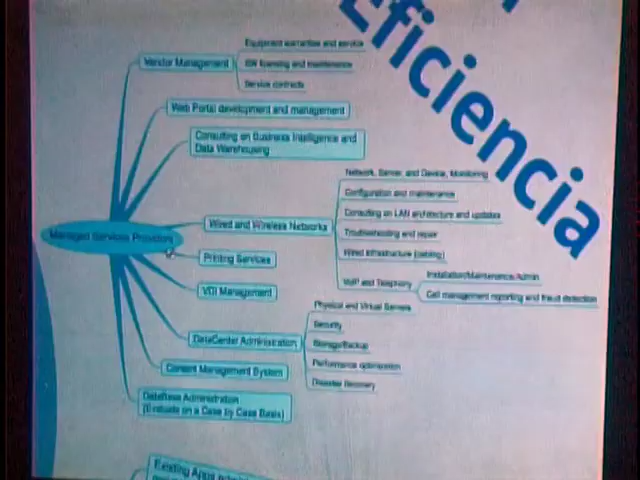 Eficiencia
Equipment warranties and service
Vendor Management
SW licensing and maintenance
Service contracts
Web Portal development and management
Consulting on Business Intelligence and
Data Warehousing
Network, Server, and Device, Monitoring
Configuration and maintenance
Wired and Wireless Networks
Consulting on LAN architecture and updates
Troubleshooting and repair
Wired infrastructure (cabling)
VoIP and Telephony
Installation/Maintenance/Admin
Call management reporting and fraud detection
Managed Services Providers
Printing Services
VDI Management
Physical and Virtual Servers
Security
DataCenter Administration
Storage/Backup
Performance optimization
Disaster Recovery
Content Management System
DataBase Administration
(Evaluate on a Case by Case Basis)
Existing Apps